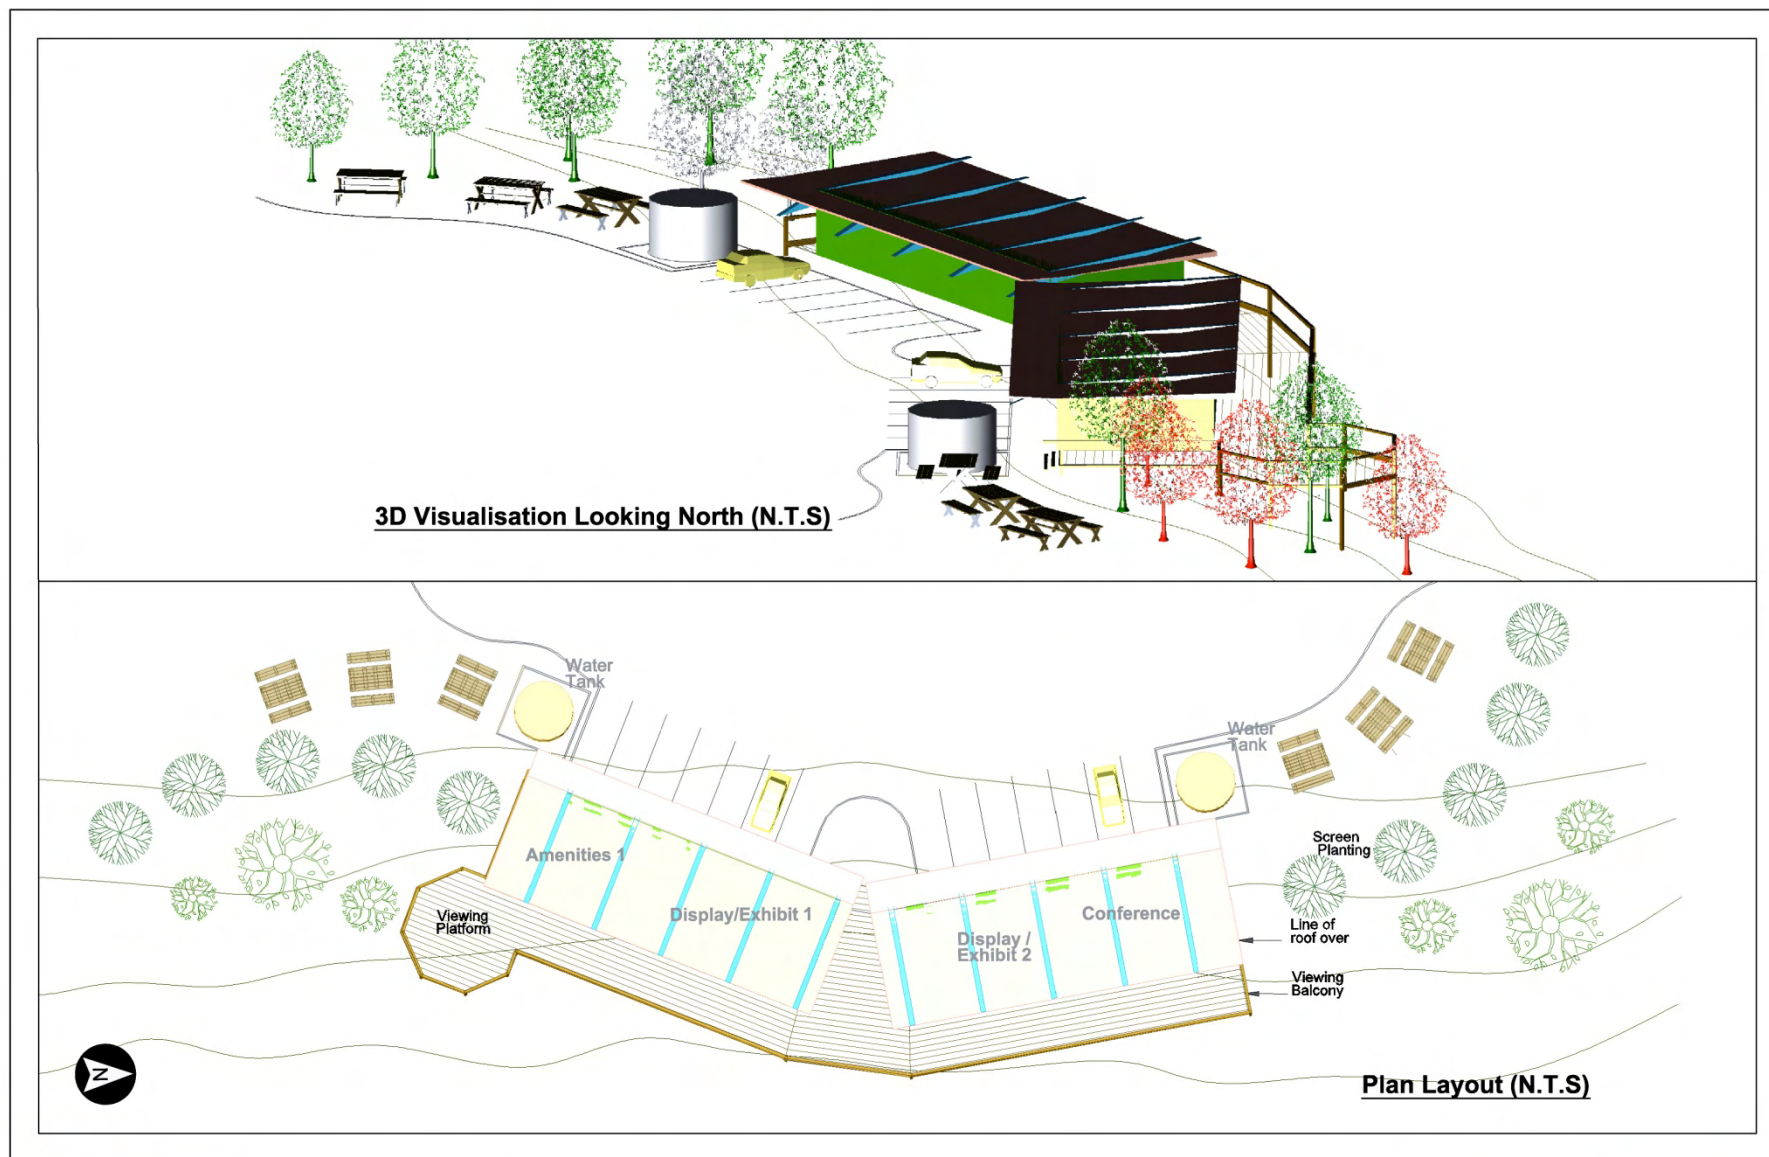 3D Visualisation Looking North (N.T.S)
Water
Tank
Water
Tank
Amenities 1
Screen
Planting
Viewing
Platform
Display/Exhibit 1
Conference
Display /
Exhibit 2
Line of
roof over
Viewing
Balcony
N
Plan Layout (N.T.S)